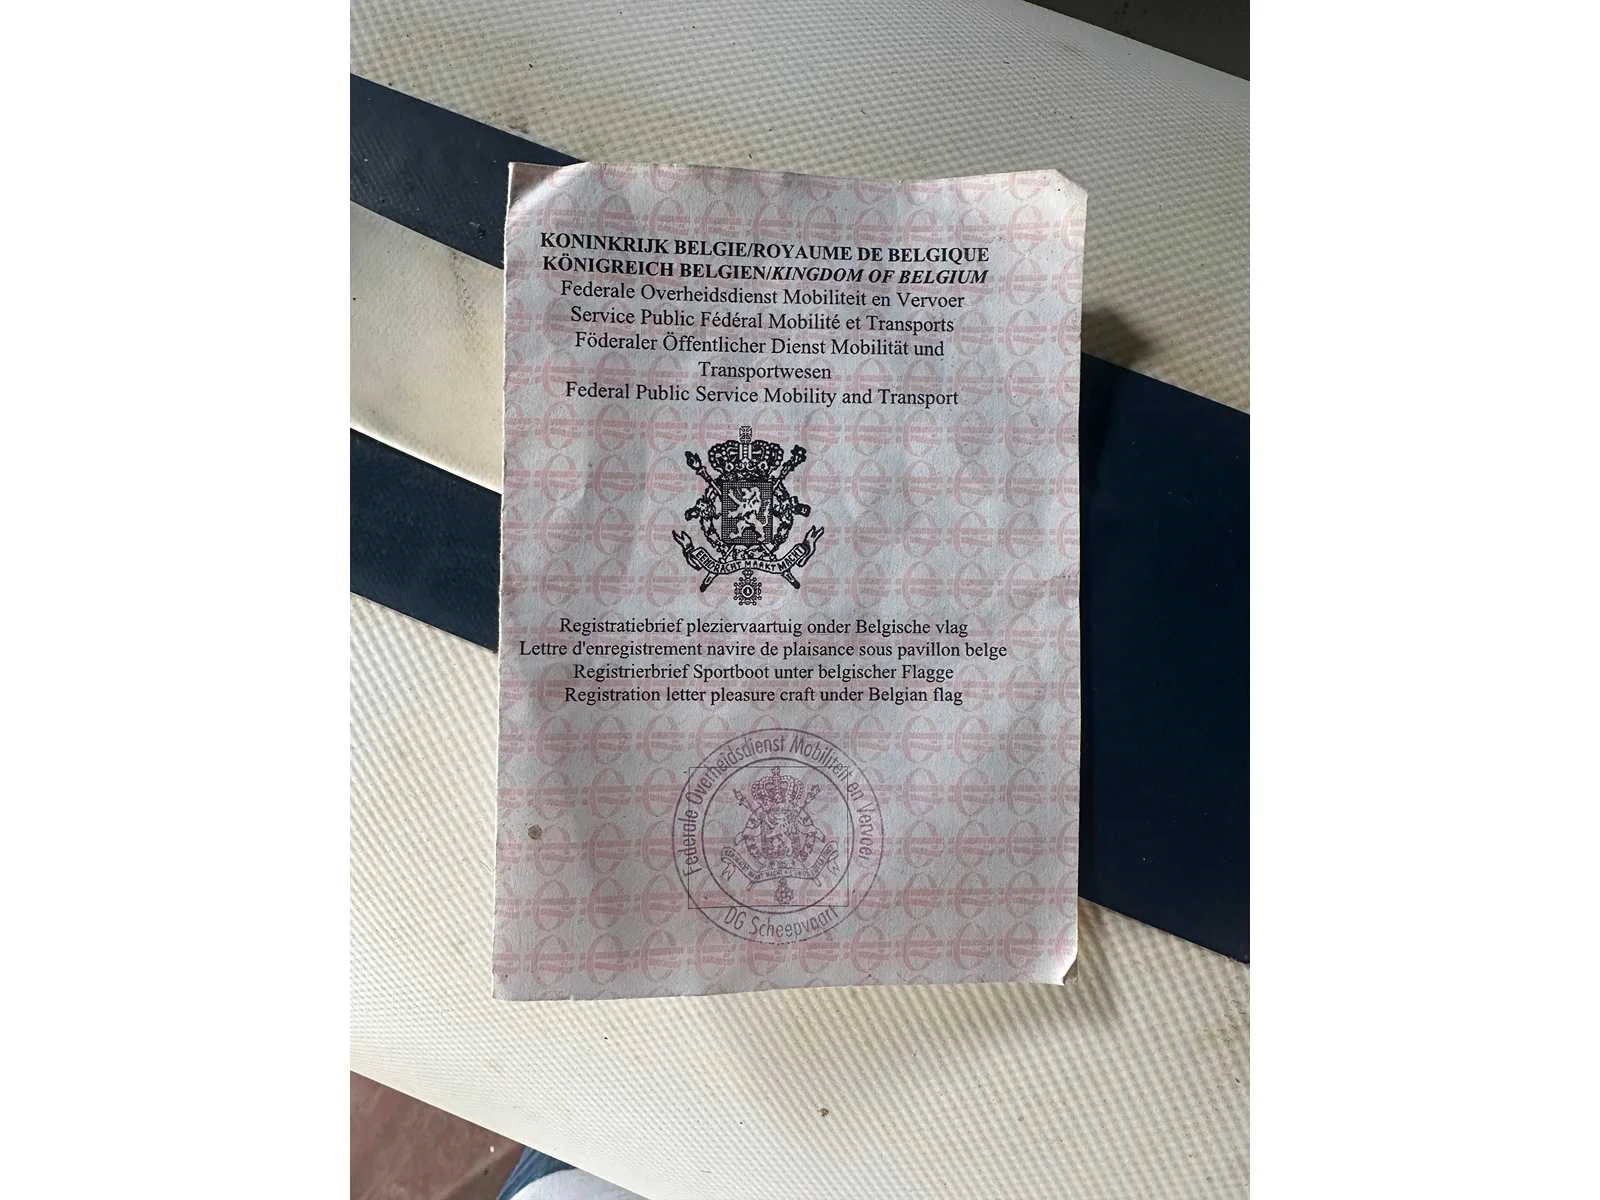 KONINKRIJK BELGIE/ROYAUME DE BELGIQUE
KÖNIGREICH BELGIEN/KINGDOM OF BELGIUM
Federale Overheidsdienst Mobiliteit en Vervoer
Service Public Fédéral Mobilité et Transports
Föderaler Öffentlicher Dienst Mobilität und
Transportwesen
Federal Public Service Mobility and Transport
EENDRACHT MAAKT MACHT
Registratiebrief pleziervaartuig onder Belgische vlag
Lettre d'enregistrement navire de plaisance sous pavillon belge
Registrierbrief Sportboot unter belgischer Flagge
Registration letter pleasure craft under Belgian flag
Federale Overheidsdienst Mobiliteit en Vervoer
DG Scheepvaart